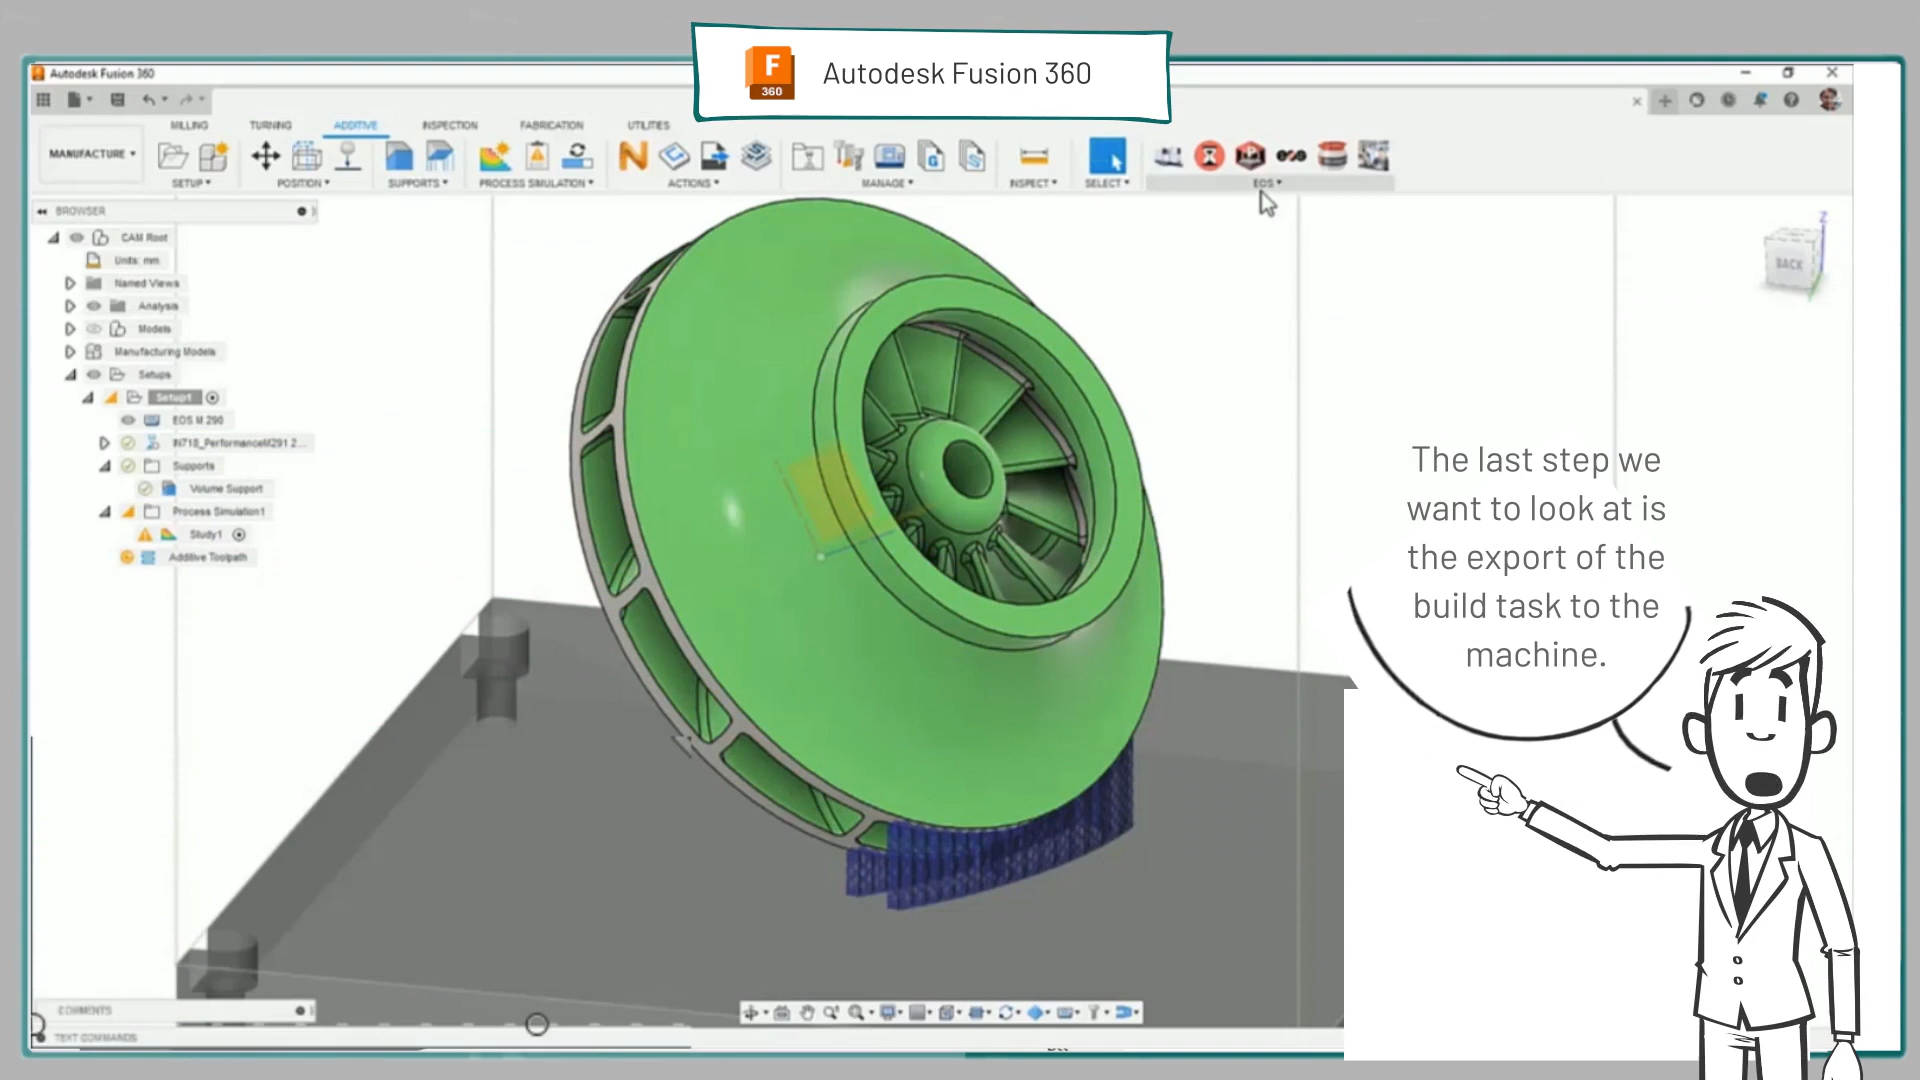 F
360
Autodesk Fusion 360
Autodesk Fusion 360
MILLING
TURNING
ADDITIVE
INSPECTION
FABRICATION
UTILITIES
MANUFACTURE
G
SETUP
POSITION
SUPPORTS
PROCESS SIMULATION
ACTIONS
MANAGE
INSPECT
SELECT
EOS
BROWSER
CAM Root
Units: mm
Named Views
Analysis
Models
Manufacturing Models
Setups
Setup1
EOS M 290
IN718_PerformanceM291 2...
Supports
Volume Support
Process Simulation1
Study1
Additive Toolpath
Z
BACK
The last step we
want to look at is
the export of the
build task to the
machine.
COMMENTS
TEXT COMMANDS